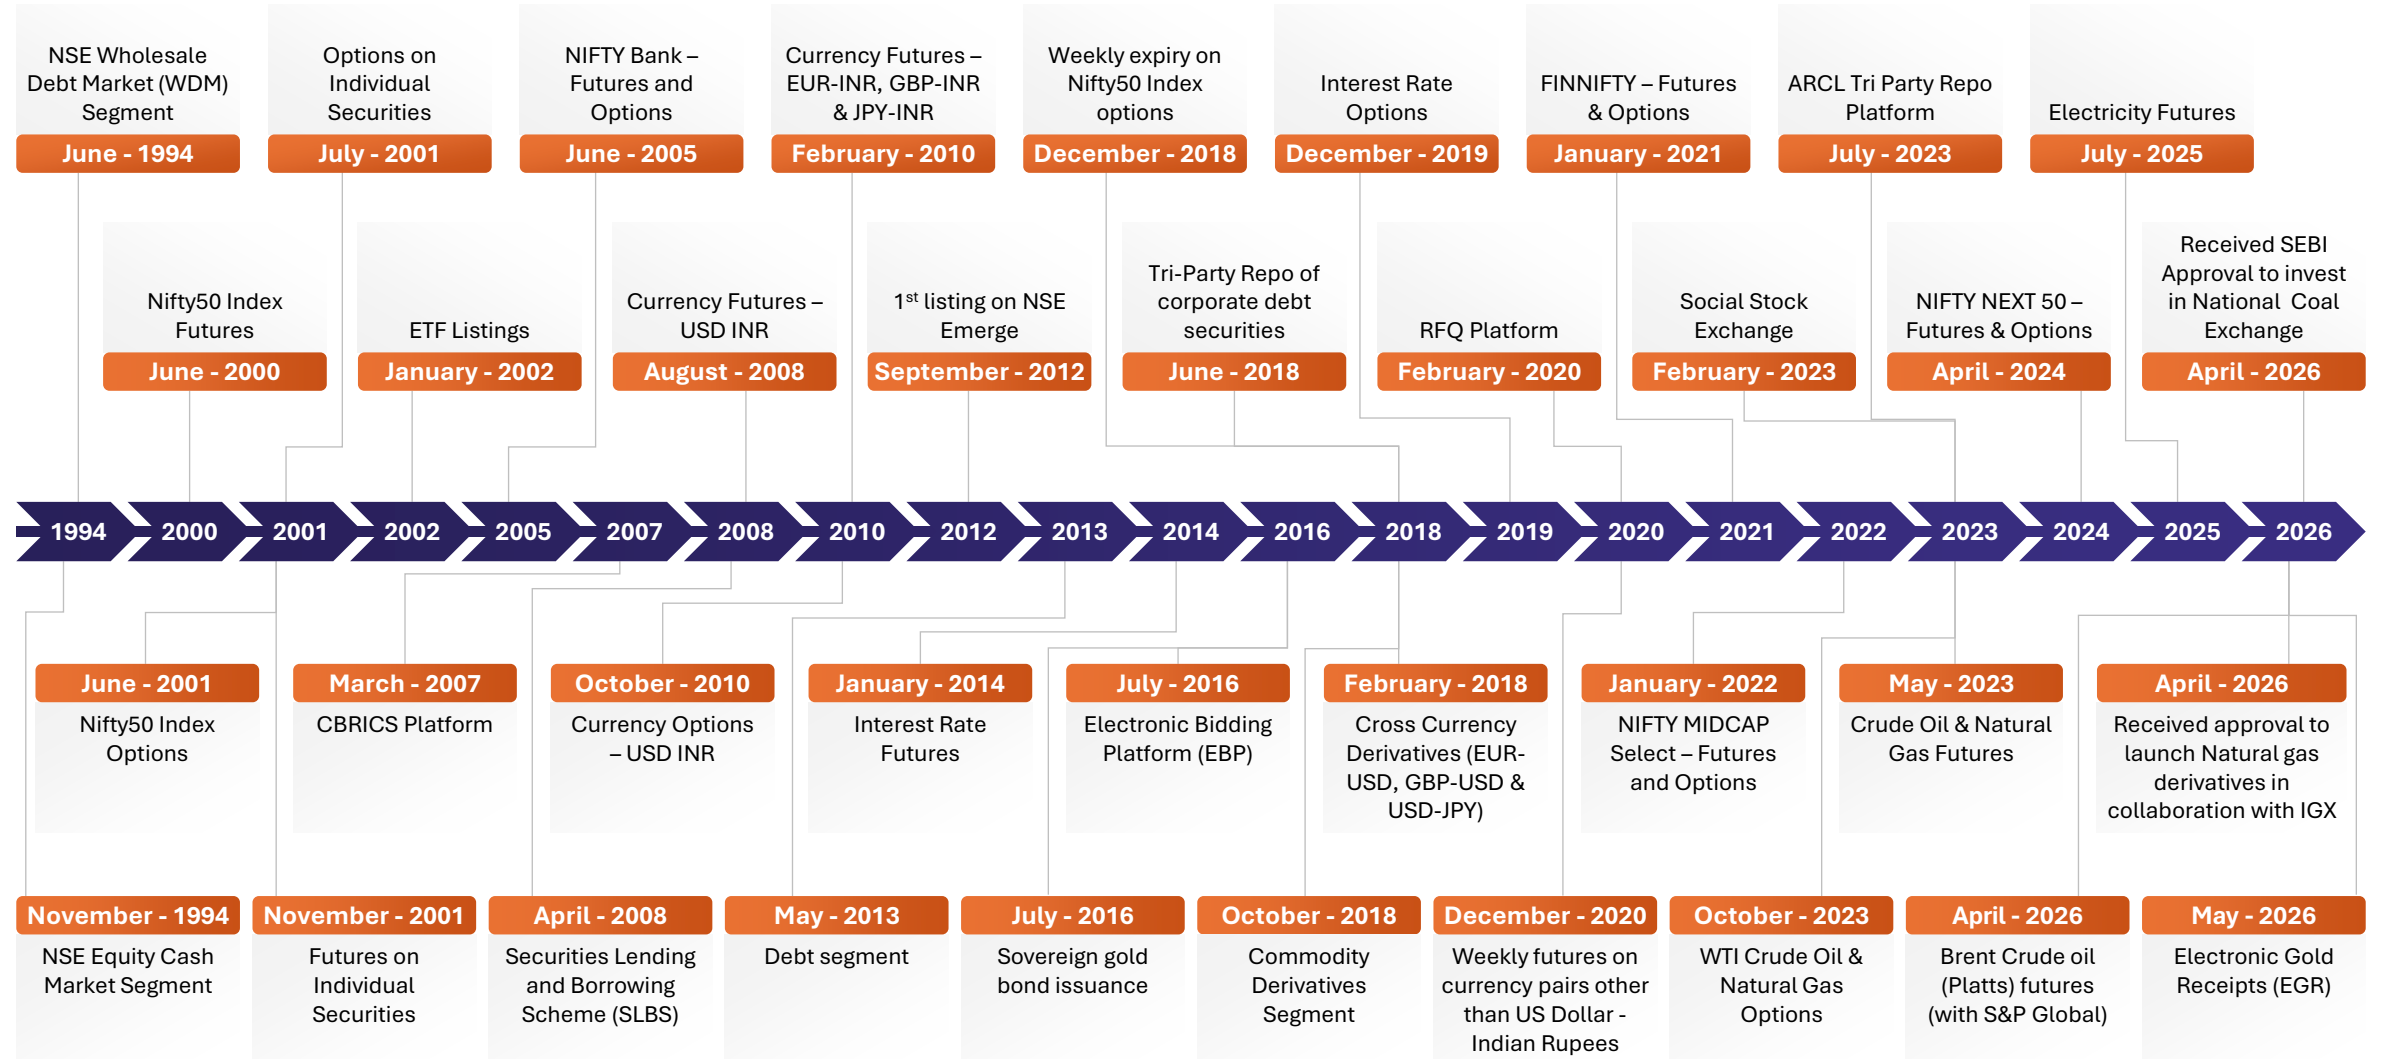 NSE Wholesale
Debt Market (WDM)
Segment
June - 1994
Options on
Individual
Securities
July - 2001
NIFTY Bank –
Futures and
Options
June - 2005
Currency Futures –
EUR-INR, GBP-INR
& JPY-INR
February - 2010
Weekly expiry on
Nifty50 Index
options
December - 2018
Interest Rate
Options
December - 2019
FINNIFTY – Futures
& Options
January - 2021
ARCL Tri Party Repo
Platform
July - 2023
Electricity Futures
July - 2025
Nifty50 Index
Futures
June - 2000
ETF Listings
January - 2002
Currency Futures –
USD INR
August - 2008
1st listing on NSE
Emerge
September - 2012
Tri-Party Repo of
corporate debt
securities
June - 2018
RFQ Platform
February - 2020
Social Stock
Exchange
February - 2023
NIFTY NEXT 50 –
Futures & Options
April - 2024
Received SEBI
Approval to invest
in National Coal
Exchange
April - 2026
1994
2000
2001
2002
2005
2007
2008
2010
2012
2013
2014
2016
2018
2019
2020
2021
2022
2023
2024
2025
2026
June - 2001
Nifty50 Index
Options
March - 2007
CBRICS Platform
October - 2010
Currency Options
– USD INR
January - 2014
Interest Rate
Futures
July - 2016
Electronic Bidding
Platform (EBP)
February - 2018
Cross Currency
Derivatives (EUR-
USD, GBP-USD &
USD-JPY)
January - 2022
NIFTY MIDCAP
Select – Futures
and Options
May - 2023
Crude Oil & Natural
Gas Futures
April - 2026
Received approval to
launch Natural gas
derivatives in
collaboration with IGX
November - 1994
NSE Equity Cash
Market Segment
November - 2001
Futures on
Individual
Securities
April - 2008
Securities Lending
and Borrowing
Scheme (SLBS)
May - 2013
Debt segment
July - 2016
Sovereign gold
bond issuance
October - 2018
Commodity
Derivatives
Segment
December - 2020
Weekly futures on
currency pairs other
than US Dollar -
Indian Rupees
October - 2023
WTI Crude Oil &
Natural Gas
Options
April - 2026
Brent Crude oil
(Platts) futures
(with S&P Global)
May - 2026
Electronic Gold
Receipts (EGR)